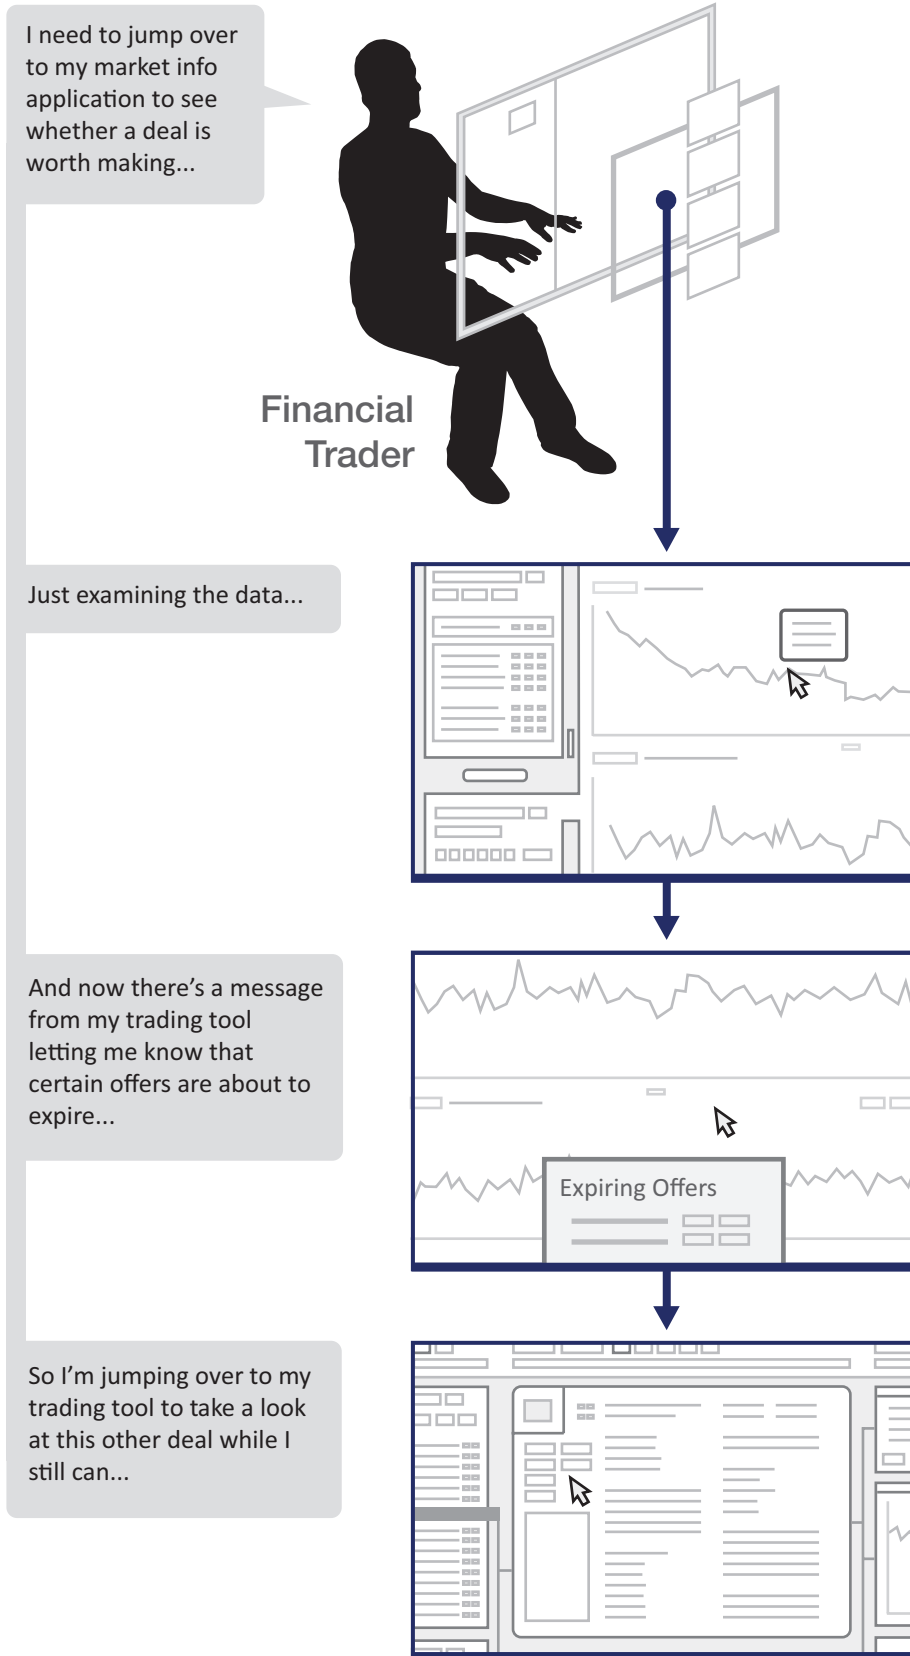 I need to jump over
to my market info
application to see
whether a deal is
worth making...
Financial
Trader
Just examining the data...
And now there’s a message
from my trading tool
letting me know that
certain offers are about to
expire...
Expiring Offers
So I’m jumping over to my
trading tool to take a look
at this other deal while I
still can...